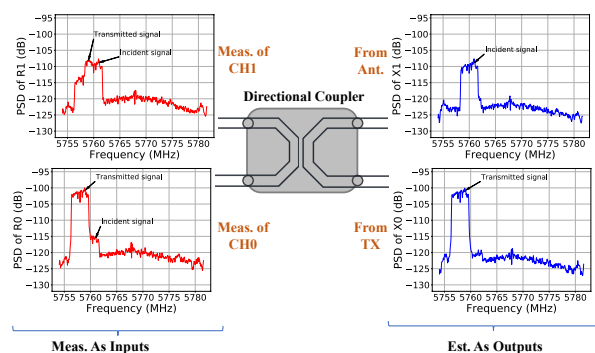 −95
−100
−105
−110
−115
−120
−125
−130
PSD of R1 (dB)
Transmitted signal
Incident signal
5755 5760 5765 5770 5775 5780
Frequency (MHz)
Meas. of
CH1
From
Ant.
−95
−100
−105
−110
−115
−120
−125
−130
PSD of X1 (dB)
Incident signal
5755 5760 5765 5770 5775 5780
Frequency (MHz)
Directional Coupler
−95
−100
−105
−110
−115
−120
−125
−130
PSD of R0 (dB)
Transmitted signal
Incident signal
5755 5760 5765 5770 5775 5780
Frequency (MHz)
Meas. of
CH0
From
TX
−95
−100
−105
−110
−115
−120
−125
−130
PSD of X0 (dB)
Transmitted signal
5755 5760 5765 5770 5775 5780
Frequency (MHz)
Meas. As Inputs
Est. As Outputs